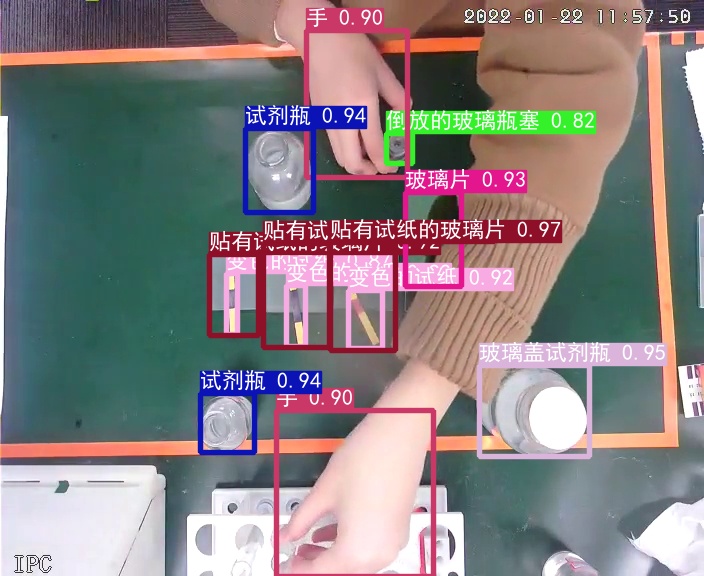 手 0.90
2022-01-22 11:57:50
试剂瓶 0.94
倒放的玻璃瓶塞 0.82
玻璃片 0.93
贴有试纸的玻璃片 0.97
变色的试纸 0.92
玻璃盖试剂瓶 0.95
试剂瓶 0.94
手 0.90
IPC